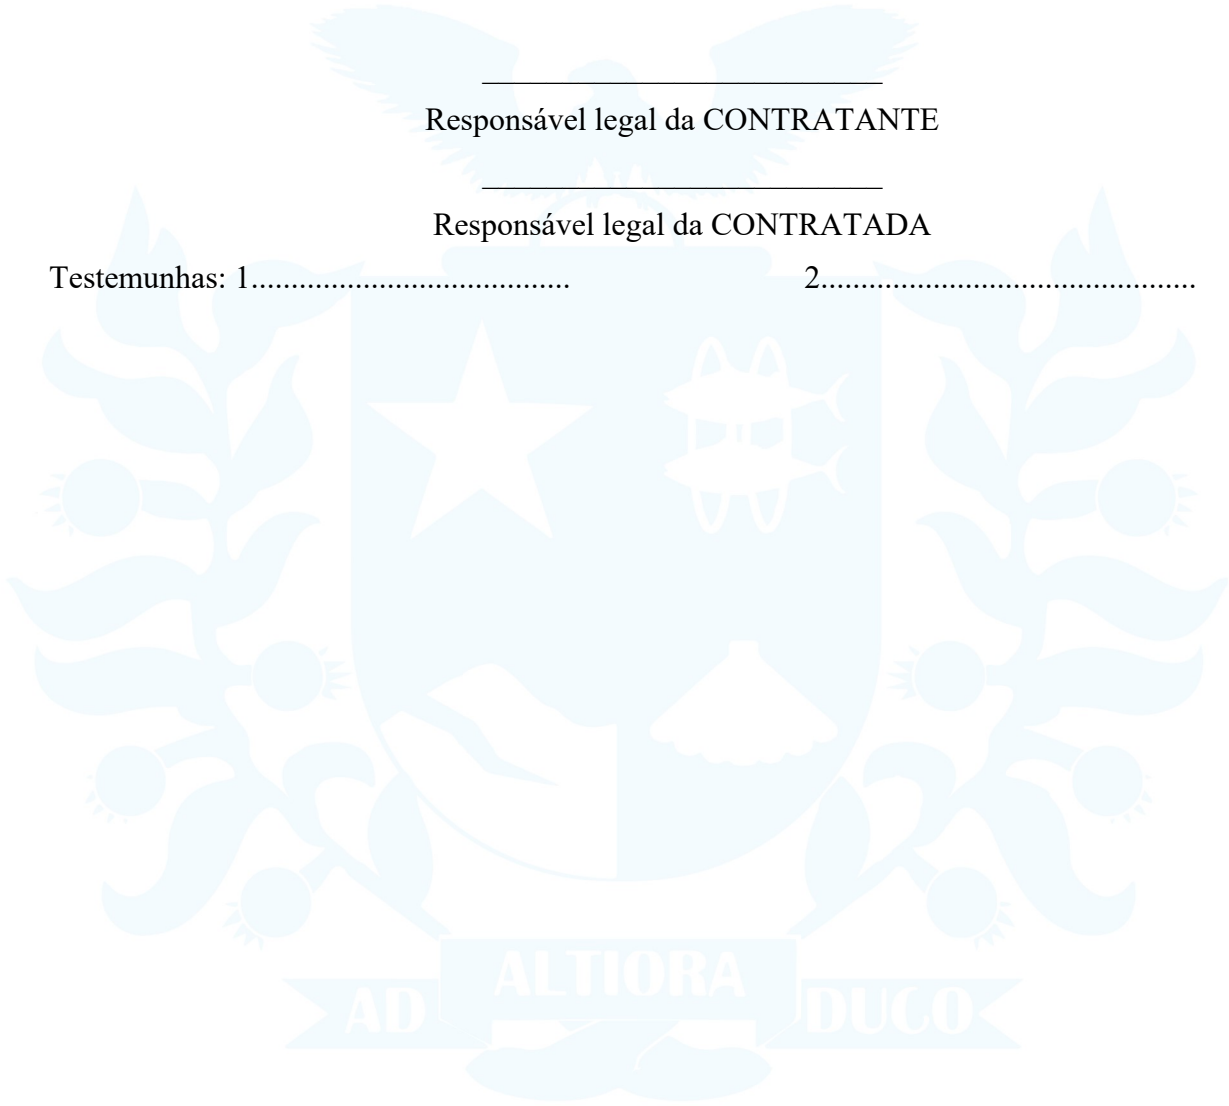 Responsável legal da CONTRATANTE
Responsável legal da CONTRATADA
Testemunhas: 1........................................ 2...............................................
ALTIORA
AD DUCO